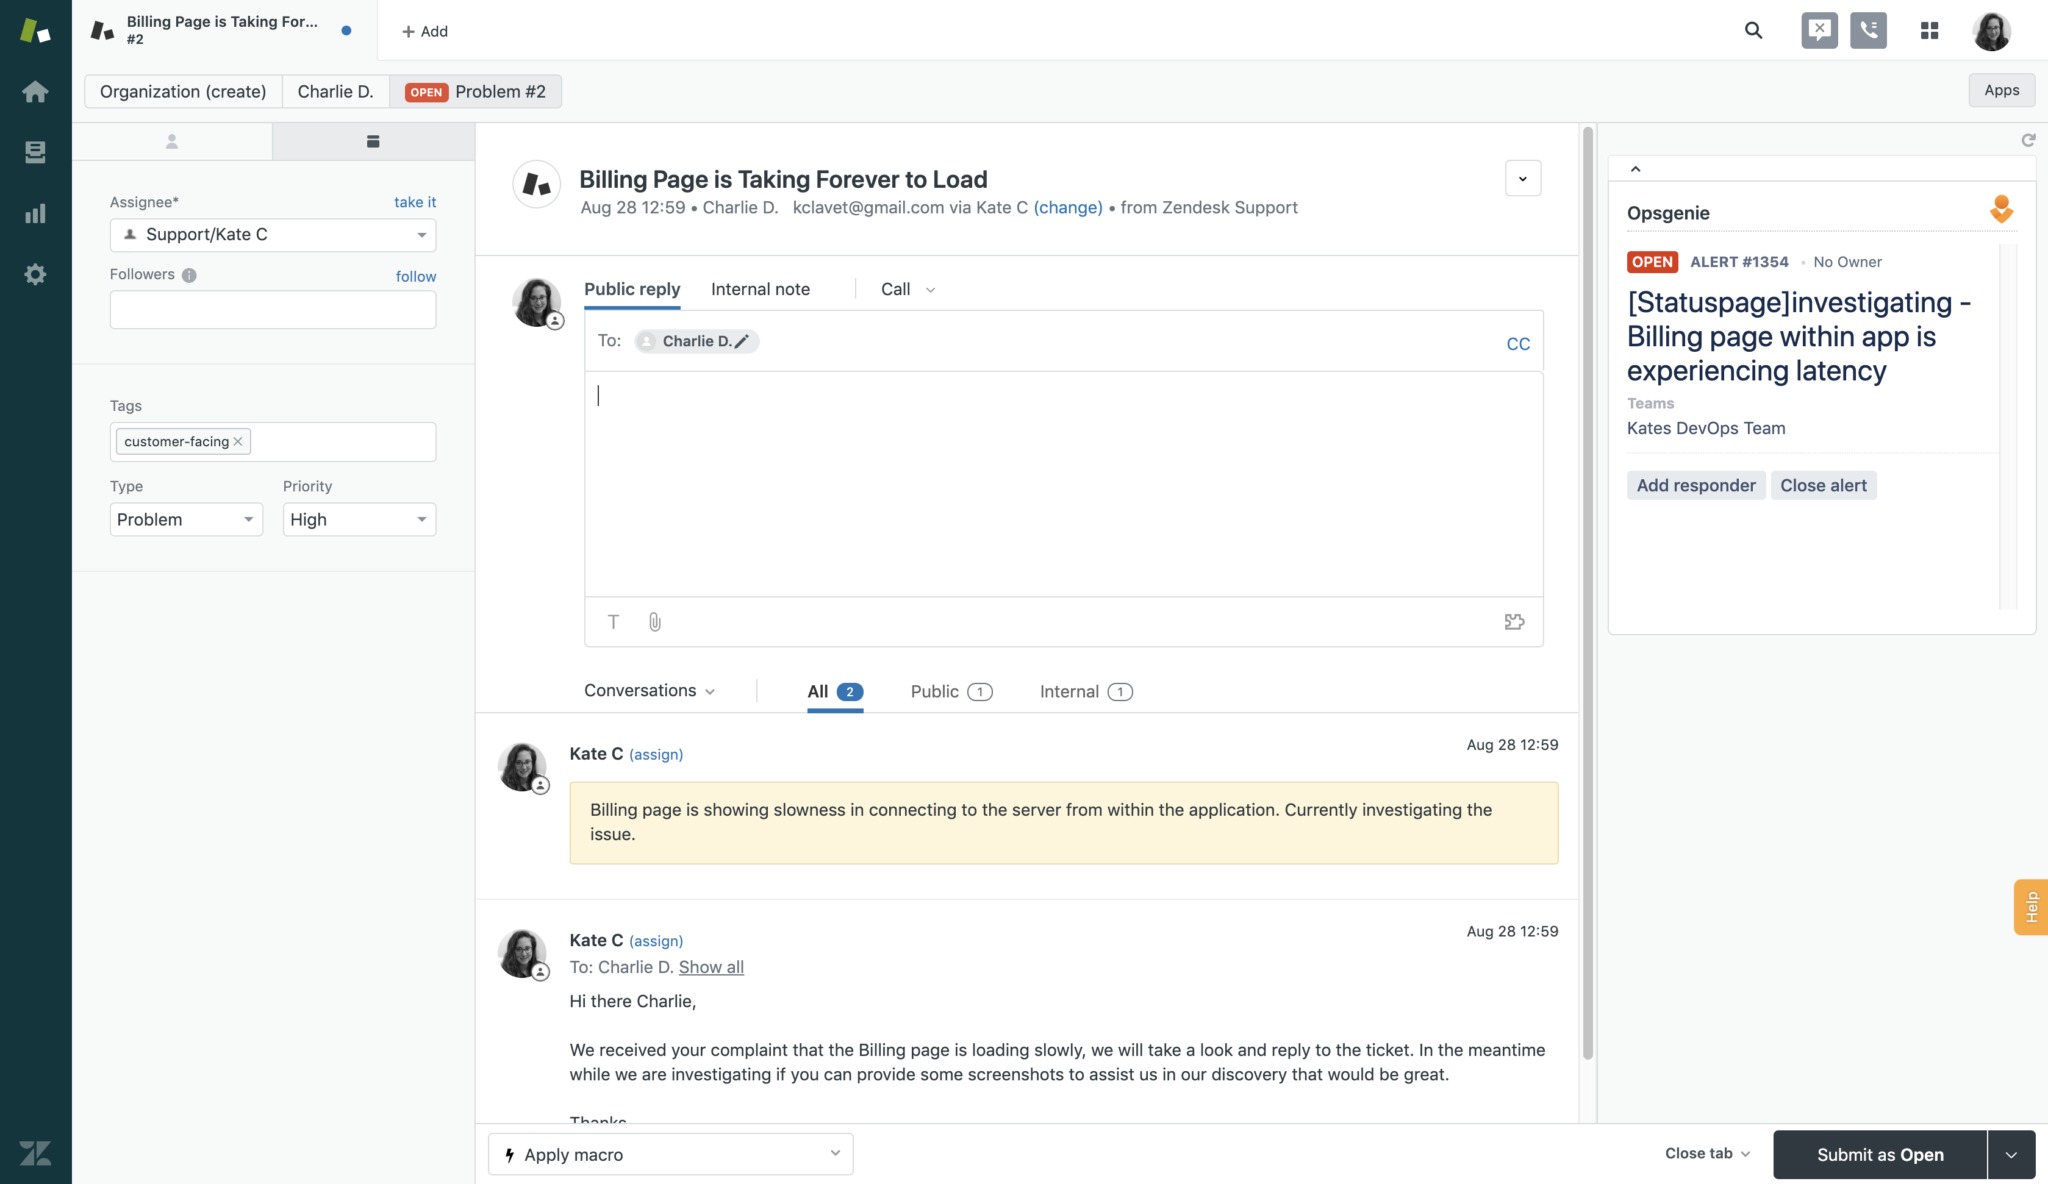 Billing Page is Taking For...
#2
+ Add
Organization (create)
Charlie D.
OPEN Problem #2
Apps
Assignee*
take it
Support/Kate C
Followers
follow
Tags
customer-facing
Type
Priority
Problem
High
Billing Page is Taking Forever to Load
Aug 28 12:59 • Charlie D. kclavet@gmail.com via Kate C (change) • from Zendesk Support
Public reply
Internal note
Call
To: Charlie D.
CC
T
Conversations
All 2
Public 1
Internal 1
Kate C (assign)
Aug 28 12:59
Billing page is showing slowness in connecting to the server from within the application. Currently investigating the
issue.
Kate C (assign)
Aug 28 12:59
To: Charlie D. Show all
Hi there Charlie,
We received your complaint that the Billing page is loading slowly, we will take a look and reply to the ticket. In the meantime
while we are investigating if you can provide some screenshots to assist us in our discovery that would be great.
Thanks
Apply macro
Close tab
Submit as Open
Opsgenie
OPEN ALERT #1354 • No Owner
[Statuspage]investigating -
Billing page within app is
experiencing latency
Teams
Kates DevOps Team
Add responder
Close alert
Help